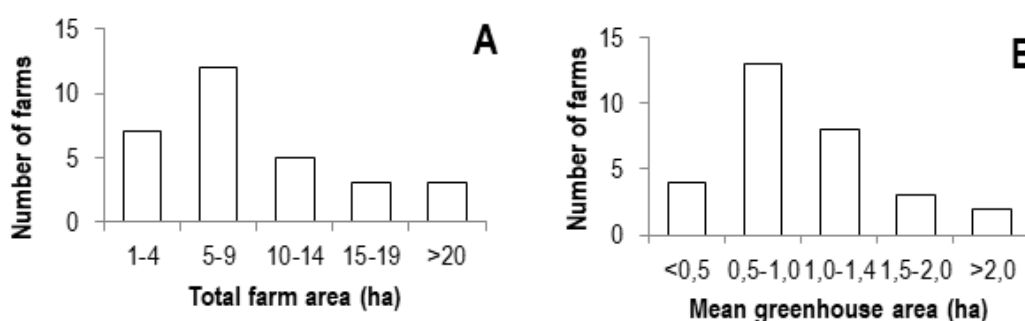 Number of farms
15
10
5
0
A
1-4 5-9 10-14 15-19 >20
Total farm area (ha)
Number of farms
15
10
5
0
<0,5 0,5-1,0 1,0-1,4 1,5-2,0 >2,0
Mean greenhouse area (ha)